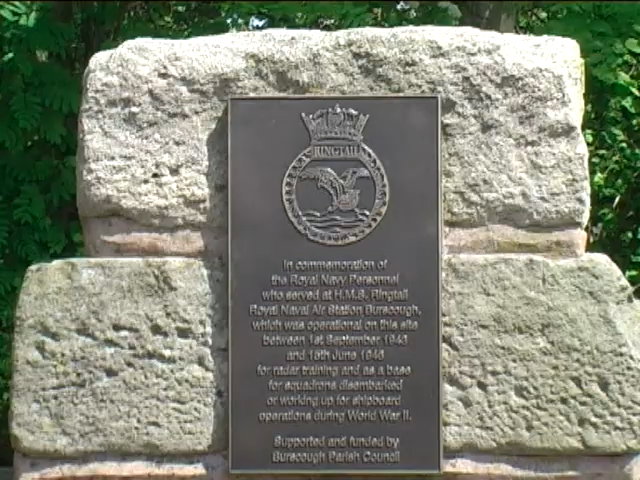 RINGTAIL
In commemoration of
the Royal Navy Personnel
who served at H.M.S. Ringtail
Royal Naval Air Station Burscough,
which was operational on this site
between 1st September 1943
and 15th June 1946
for radar training and as a base
for squadrons disembarked
or working up for shipboard
operations during World War II.
Supported and funded by
Burscough Parish Council